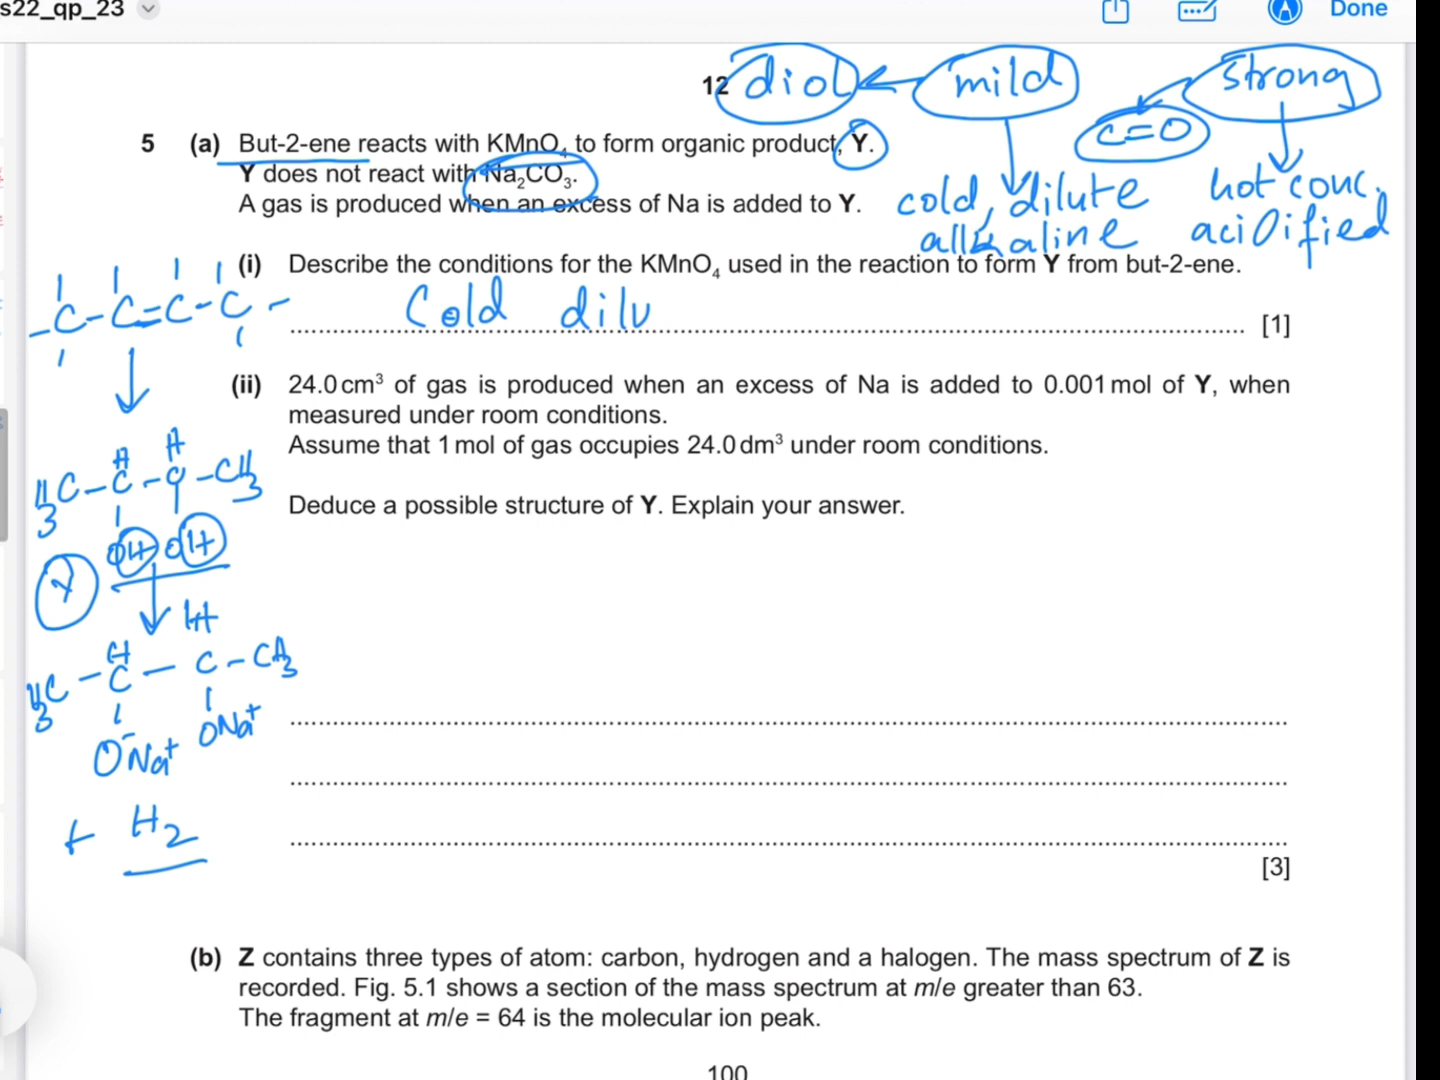 s22_qp_23
Done
12 diol mild strong
C=O
cold, dilute
alkaline
hot conc.
acidified
5 (a) But-2-ene reacts with KMnO4 to form organic product, Y.
Y does not react with Na2CO3.
A gas is produced when an excess of Na is added to Y.
(i) Describe the conditions for the KMnO4 used in the reaction to form Y from but-2-ene.
Cold dilu
[1]
-C-C=C-C-
(ii) 24.0 cm³ of gas is produced when an excess of Na is added to 0.001 mol of Y, when
measured under room conditions.
Assume that 1 mol of gas occupies 24.0 dm³ under room conditions.
Deduce a possible structure of Y. Explain your answer.
H H
H3C-C-C-CH3
OH OH
Y
H H
H3C-C-C-CH3
O-Na+ ONa+
+ H2
[3]
(b) Z contains three types of atom: carbon, hydrogen and a halogen. The mass spectrum of Z is
recorded. Fig. 5.1 shows a section of the mass spectrum at m/e greater than 63.
The fragment at m/e = 64 is the molecular ion peak.
100